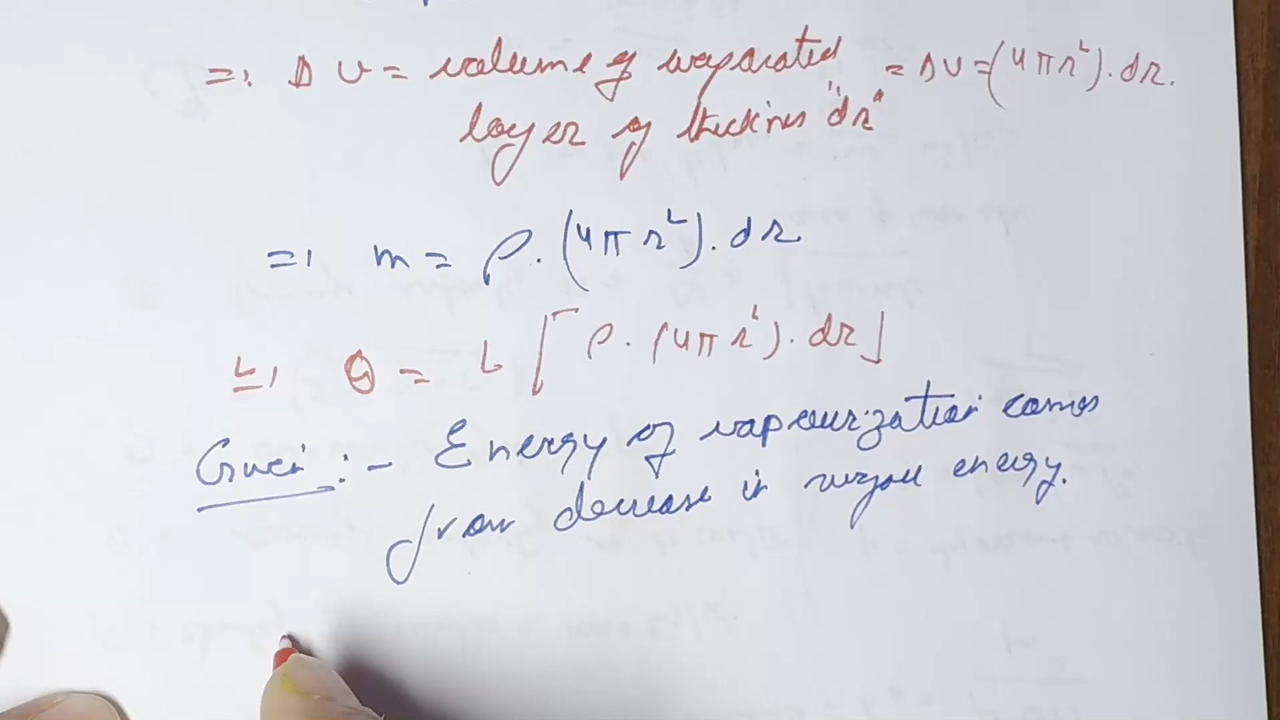 => ΔV = volume of evaporated = ΔV = (4πr²). dr.
layer of thickness "dr"
=> m = ρ. (4πr²). dr
=> Q = L [ρ. (4πr²). dr]
Given :- Energy of vapourization comes
from decrease in surface energy.